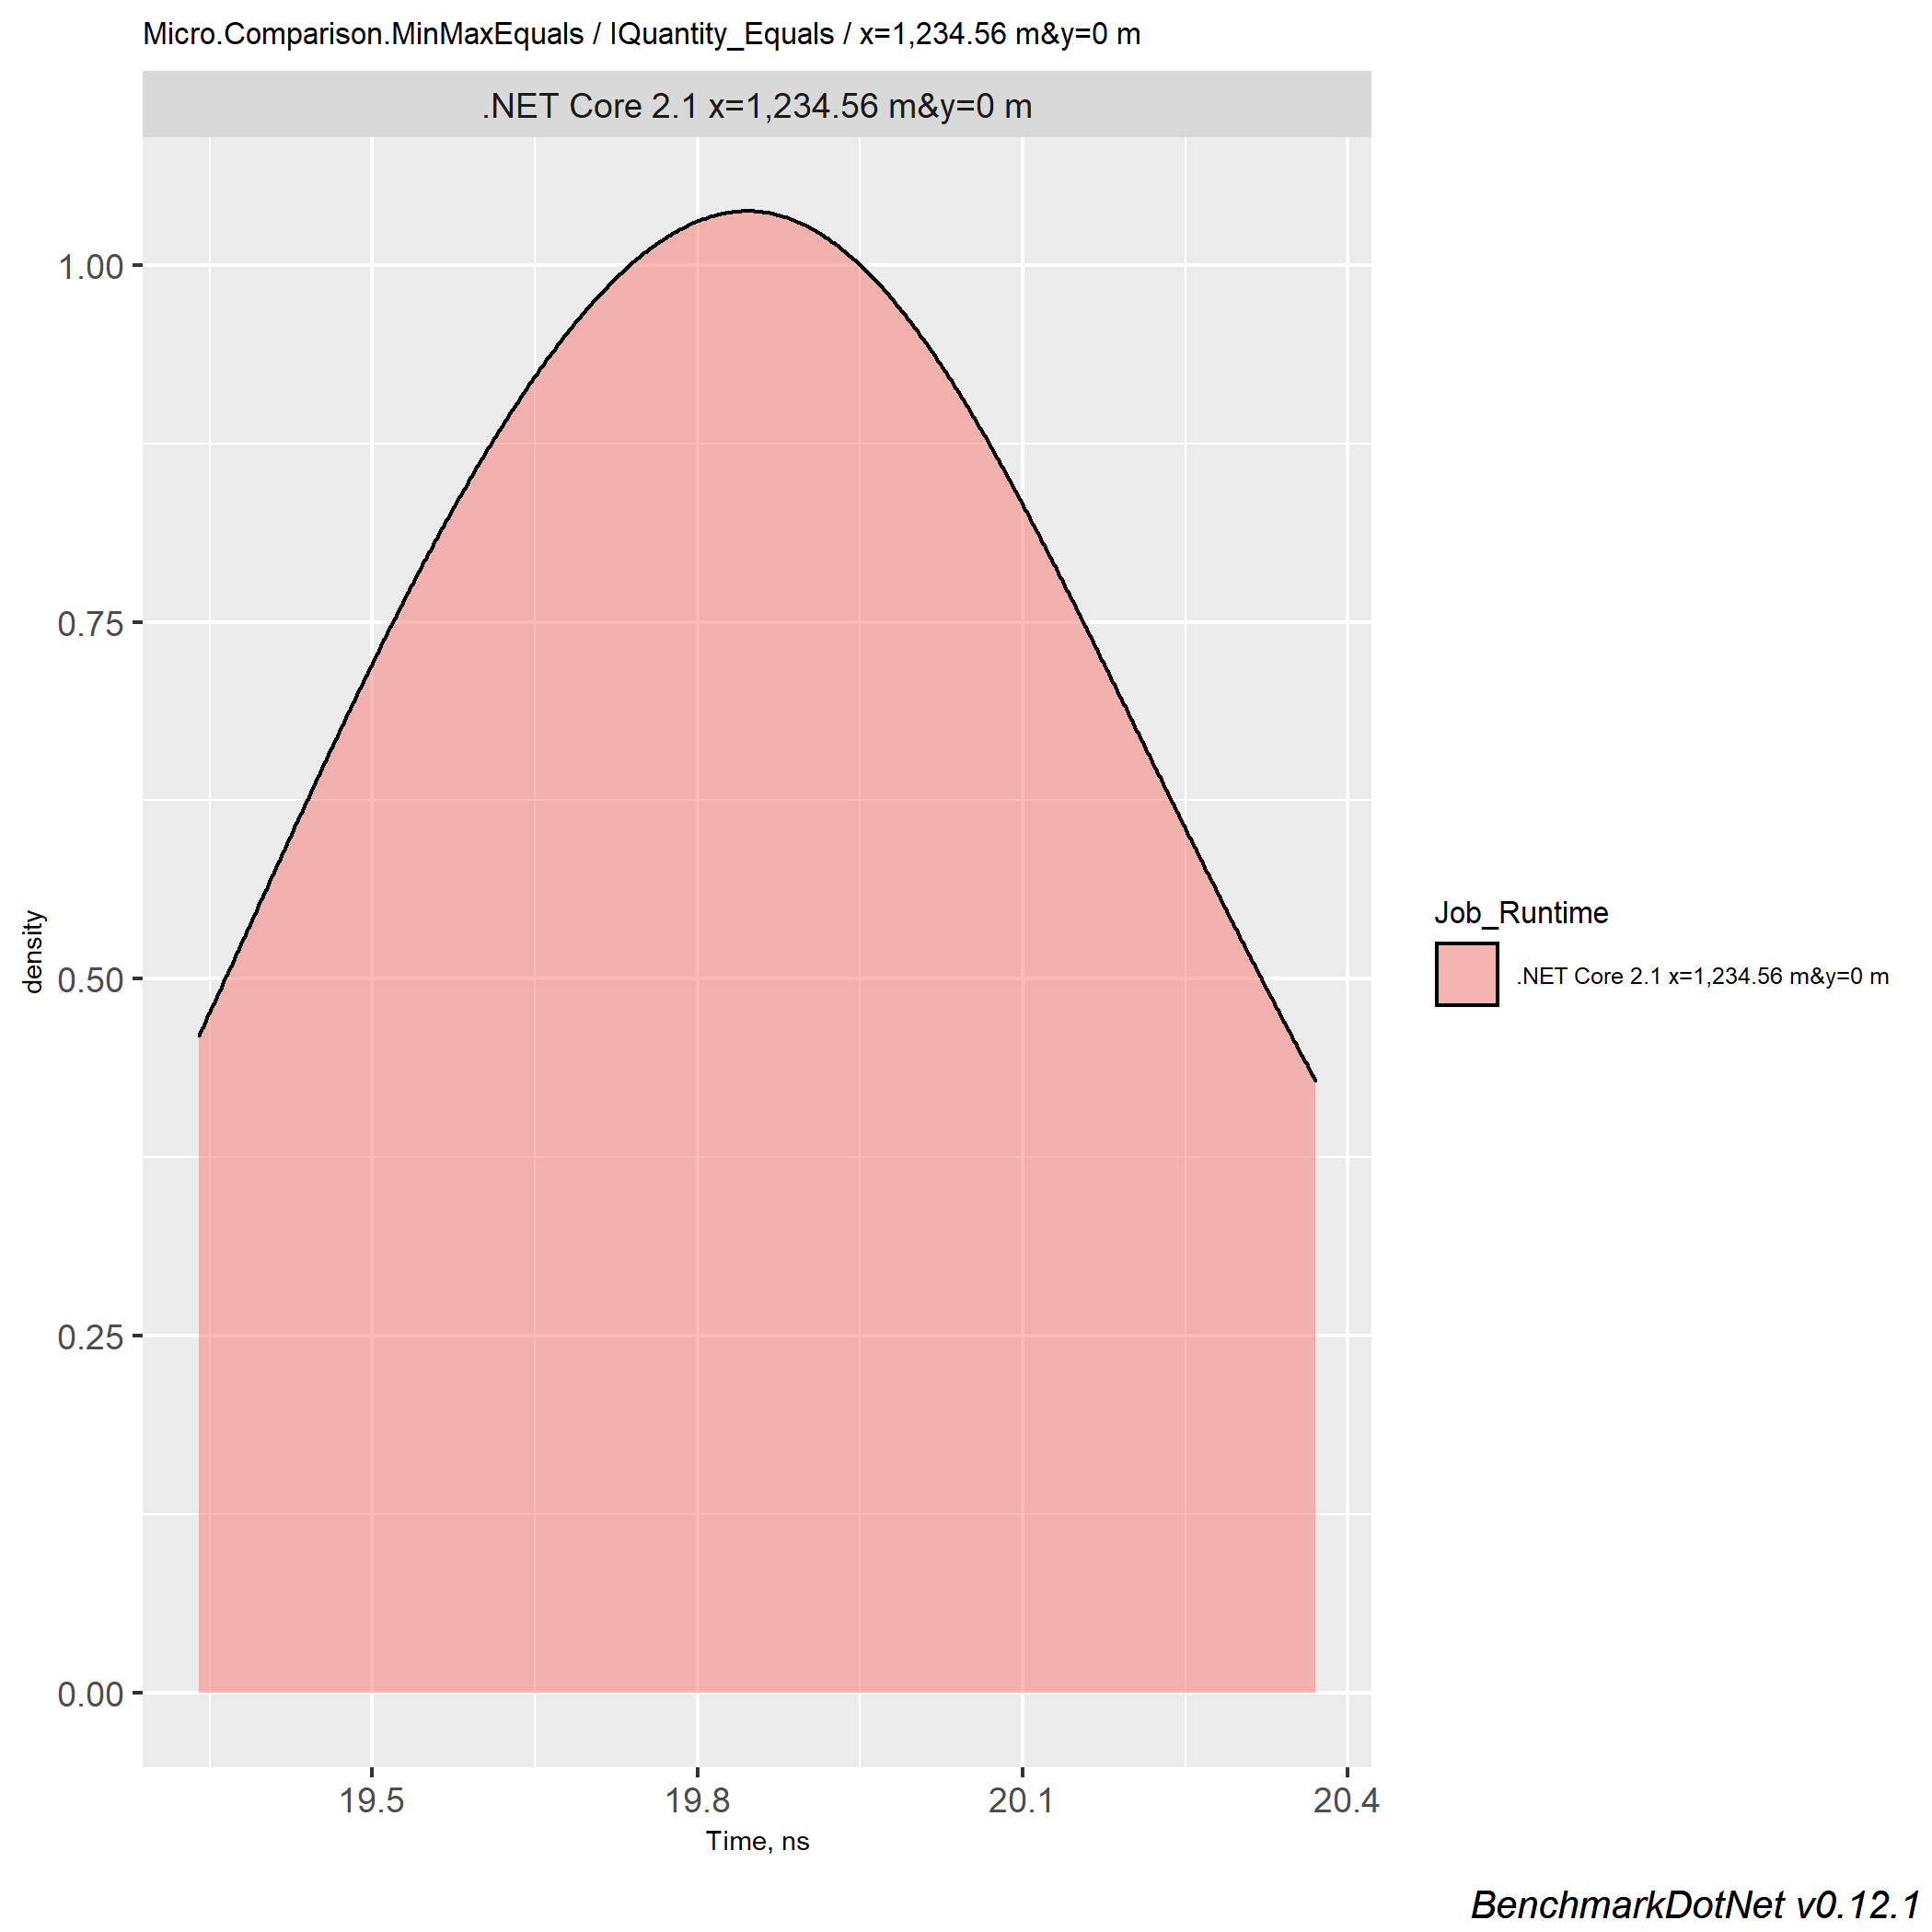 Micro.Comparison.MinMaxEquals / IQuantity_Equals / x=1,234.56 m&y=0 m
.NET Core 2.1 x=1,234.56 m&y=0 m
1.00
0.75
0.50
0.25
0.00
density
19.5 19.8 20.1 20.4
Time, ns
Job_Runtime
.NET Core 2.1 x=1,234.56 m&y=0 m
BenchmarkDotNet v0.12.1